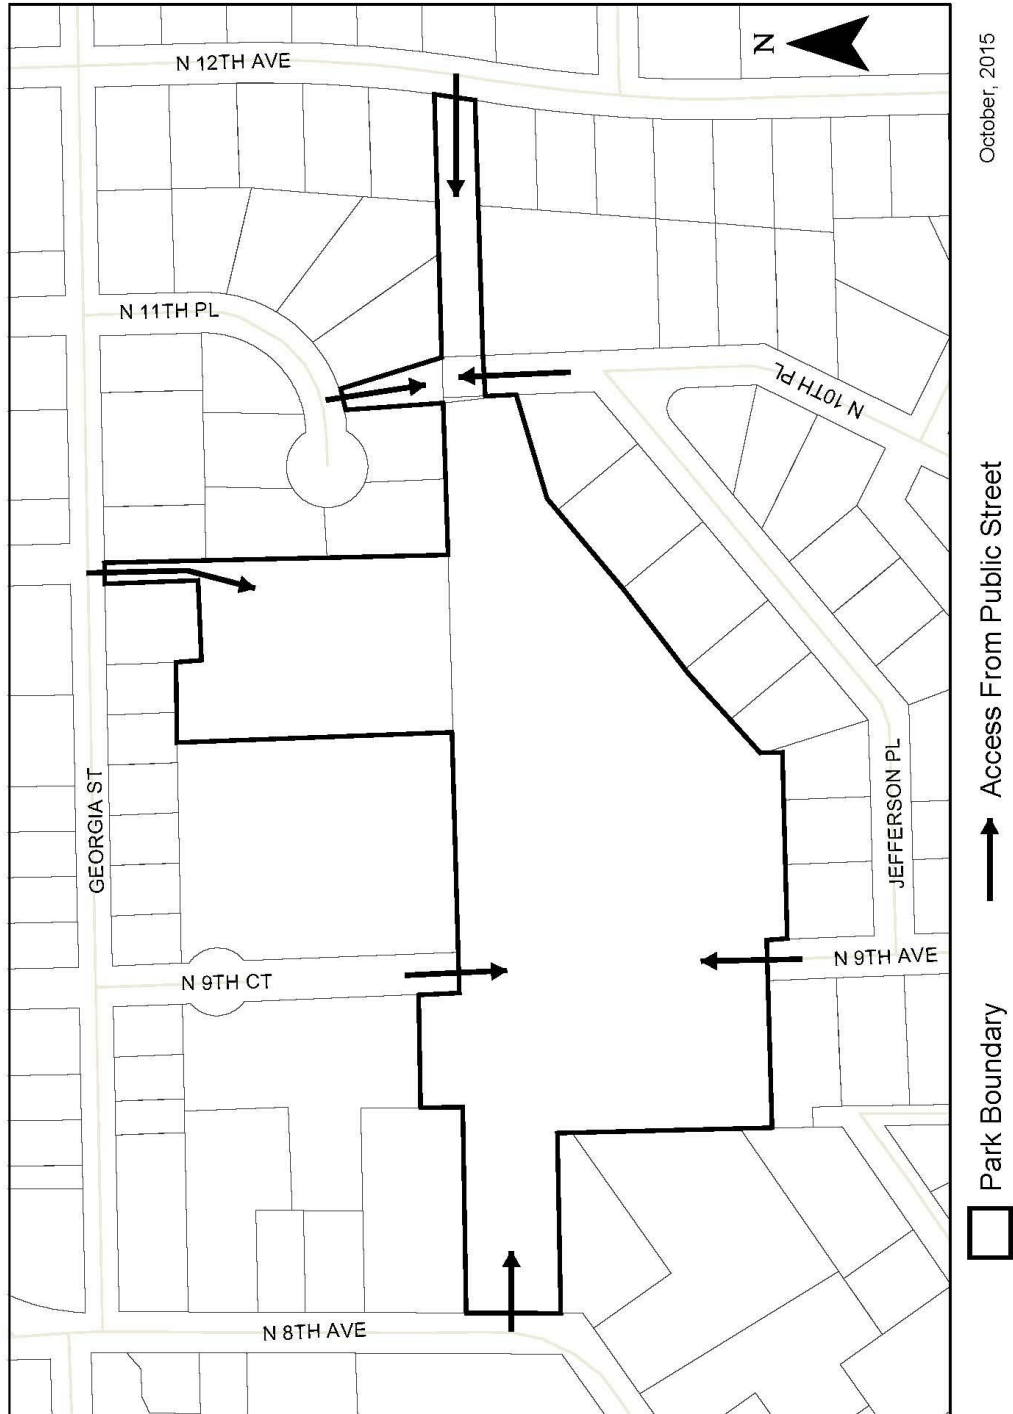 N 12TH AVE
N
N 11TH PL
N 10TH PL
GEORGIA ST
JEFFERSON PL
N 9TH CT
N 9TH AVE
N 8TH AVE
Park Boundary
Access From Public Street
October, 2015